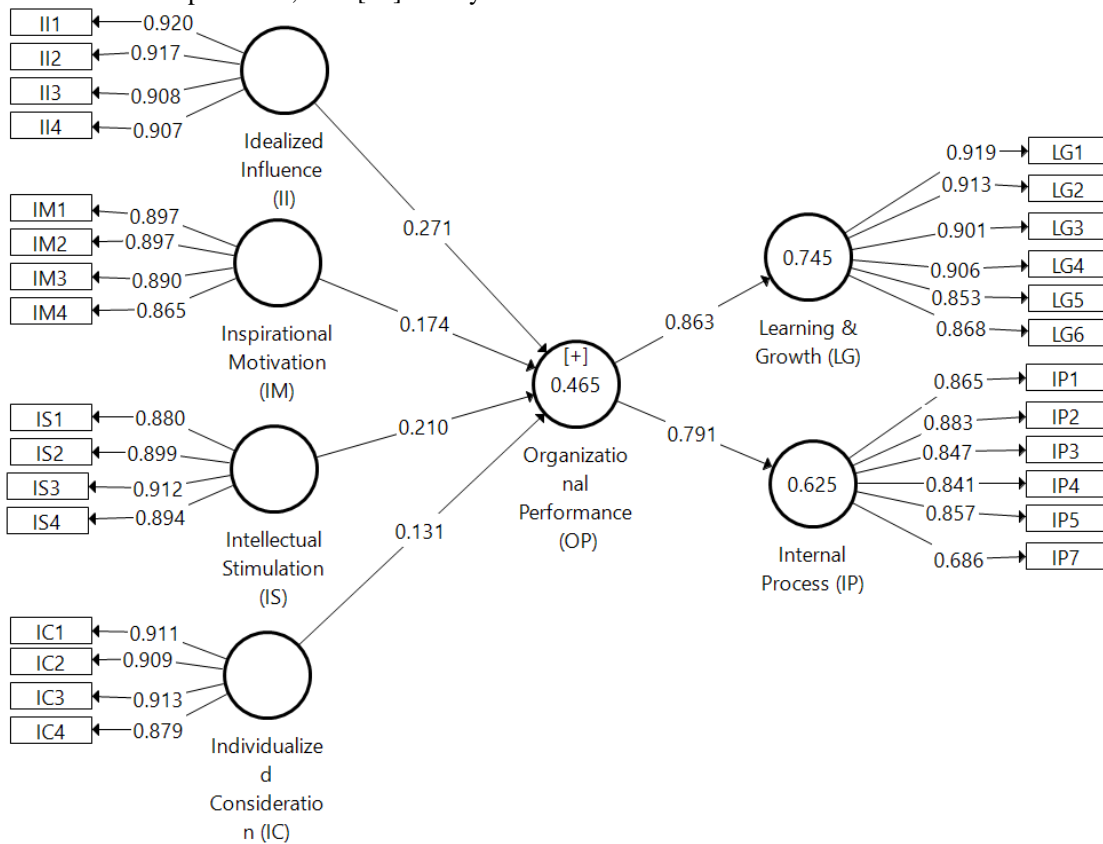 II1
0.920
II2
0.917
II3
0.908
II4
0.907
Idealized
Influence
(II)
0.271
IM1
0.897
IM2
0.897
IM3
0.890
IM4
0.865
Inspirational
Motivation
(IM)
0.174
IS1
0.880
IS2
0.899
IS3
0.912
IS4
0.894
Intellectual
Stimulation
(IS)
0.210
IC1
0.911
IC2
0.909
IC3
0.913
IC4
0.879
Individualize
d
Consideratio
n (IC)
0.131
[+]
0.465
Organizatio
nal
Performance
(OP)
0.863
0.745
Learning &
Growth (LG)
0.919
LG1
0.913
LG2
0.901
LG3
0.906
LG4
0.853
LG5
0.868
LG6
0.791
0.625
Internal
Process (IP)
0.865
IP1
0.883
IP2
0.847
IP3
0.841
IP4
0.857
IP5
0.686
IP7